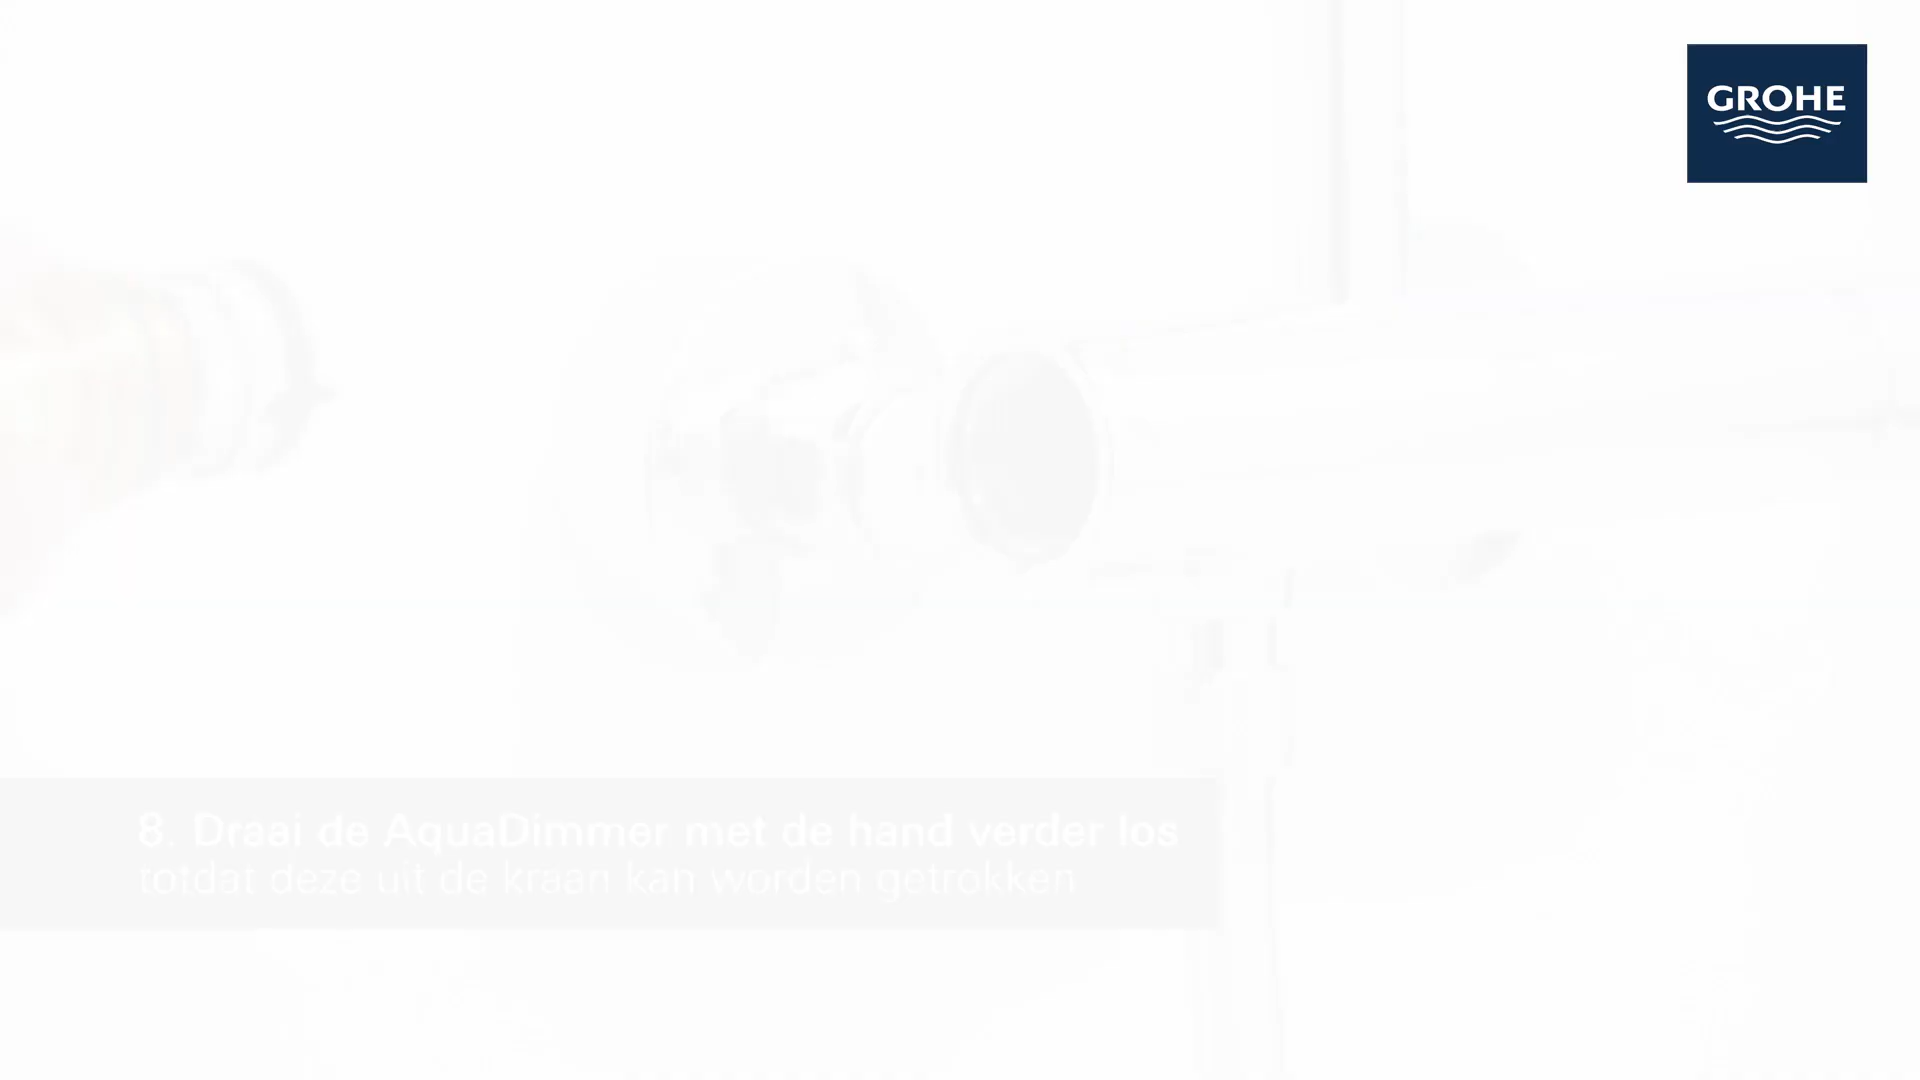 GROHE
8. Draai de AquaDimmer met de hand verder los
totdat deze uit de kraan kan worden getrokken